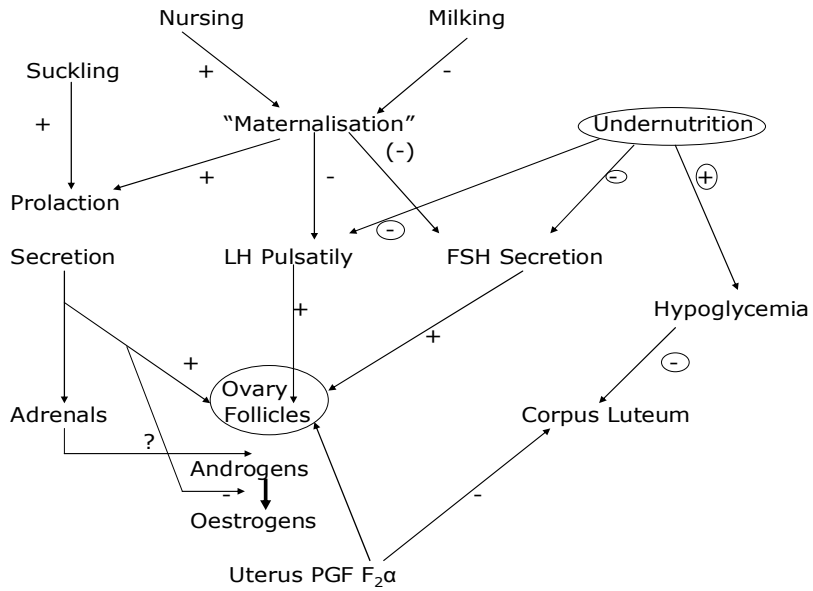 Nursing
Milking
Suckling
+
-
+
"Maternalisation"
Undernutrition
(-)
+
-
-
+
Prolaction
-
Secretion
LH Pulsatily
FSH Secretion
Hypoglycemia
+
+
+
-
Ovary
Follicles
Adrenals
Corpus Luteum
?
Androgens
-
-
Oestrogens
Uterus PGF F₂α